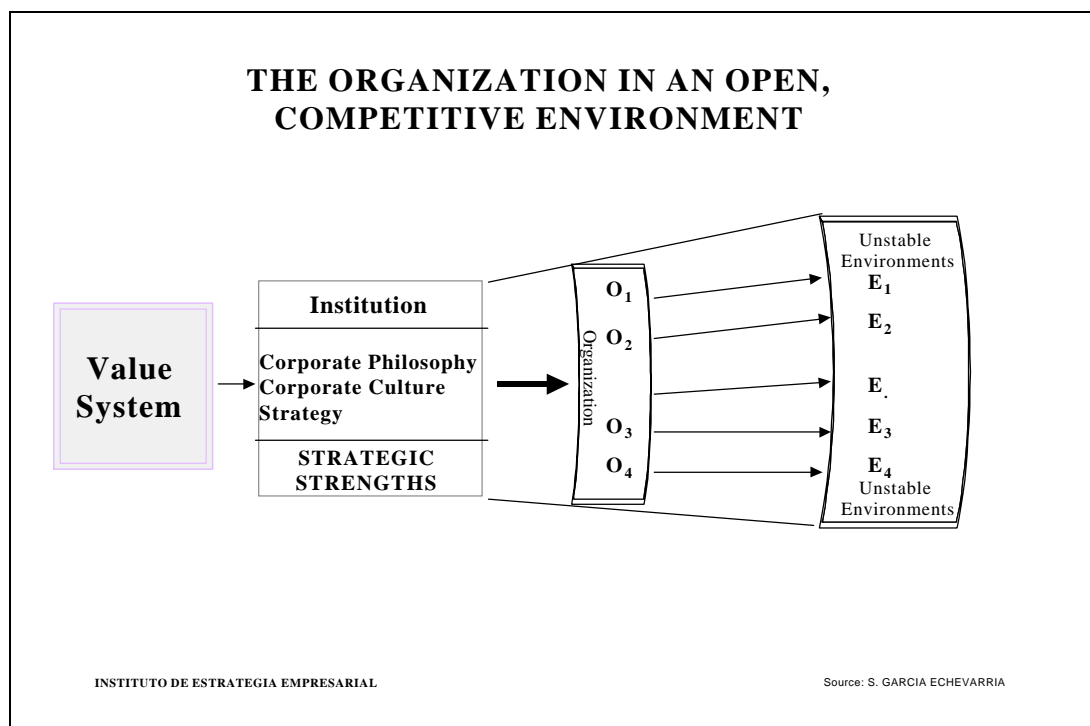 THE ORGANIZATION IN AN OPEN,
COMPETITIVE ENVIRONMENT
Value
System
Institution
Corporate Philosophy
Corporate Culture
Strategy
STRATEGIC
STRENGTHS
Organization
O1
O2
O3
O4
Unstable
Environments
E1
E2
E.
E3
E4
Unstable
Environments
INSTITUTO DE ESTRATEGIA EMPRESARIAL
Source: S. GARCIA ECHEVARRIA